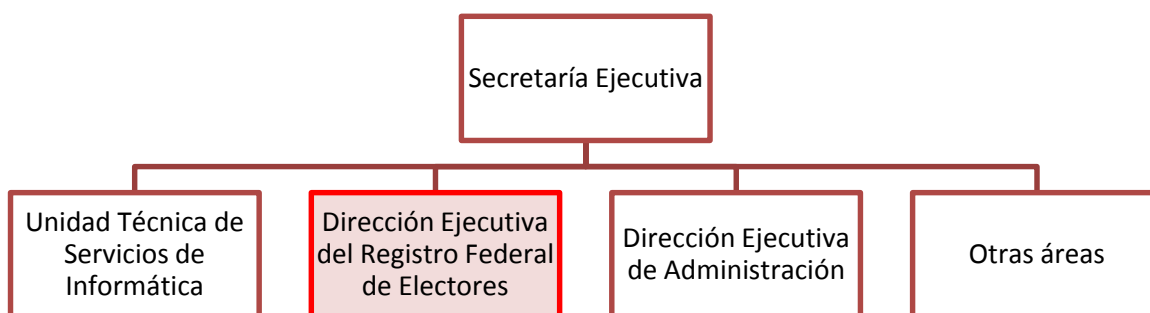 Secretaría Ejecutiva
Unidad Técnica de
Servicios de
Informática
Dirección Ejecutiva
del Registro Federal
de Electores
Dirección Ejecutiva
de Administración
Otras áreas